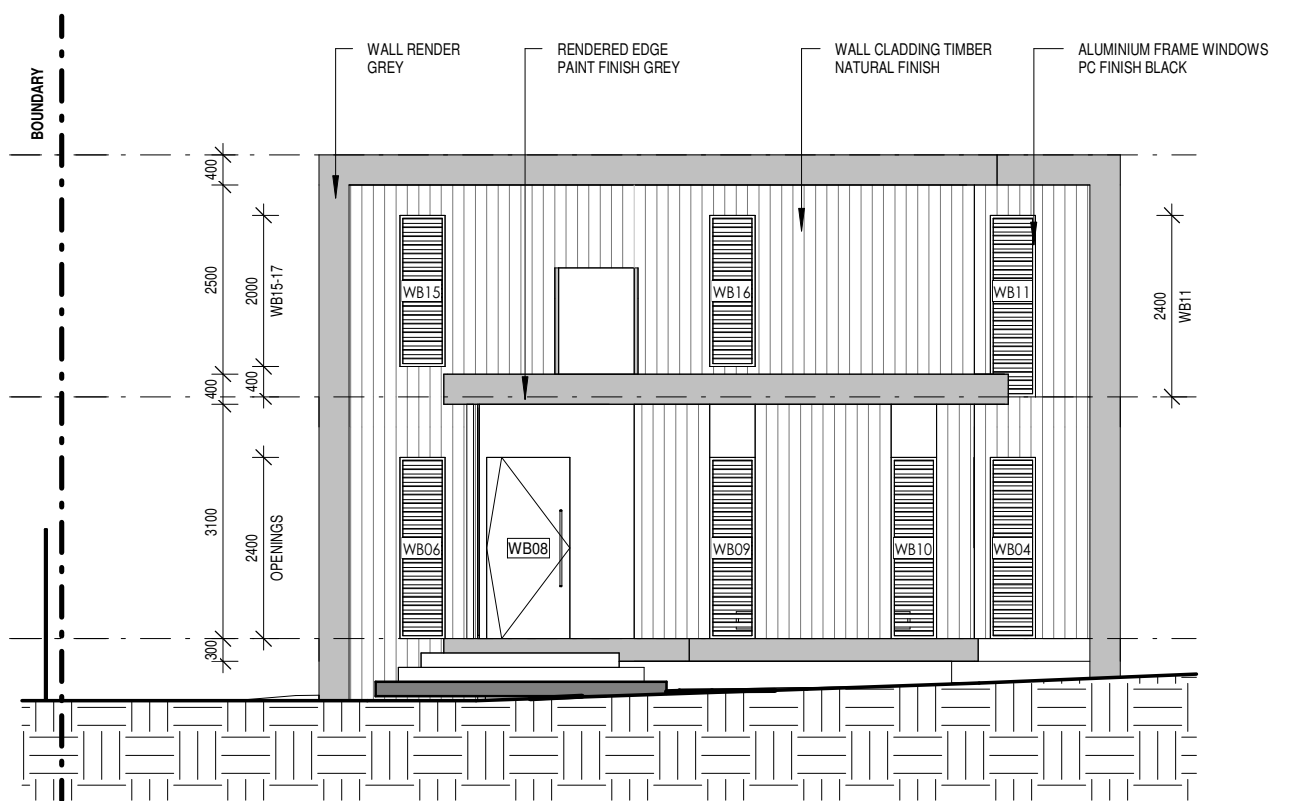 WALL RENDER
GREY
RENDERED EDGE
PAINT FINISH GREY
WALL CLADDING TIMBER
NATURAL FINISH
ALUMINIUM FRAME WINDOWS
PC FINISH BLACK
BOUNDARY
400
2500
2000
WB15-17
WB15
WB16
WB11
2400
WB11
400
400
3100
2400
OPENINGS
WB06
WB08
WB09
WB10
WB04
300